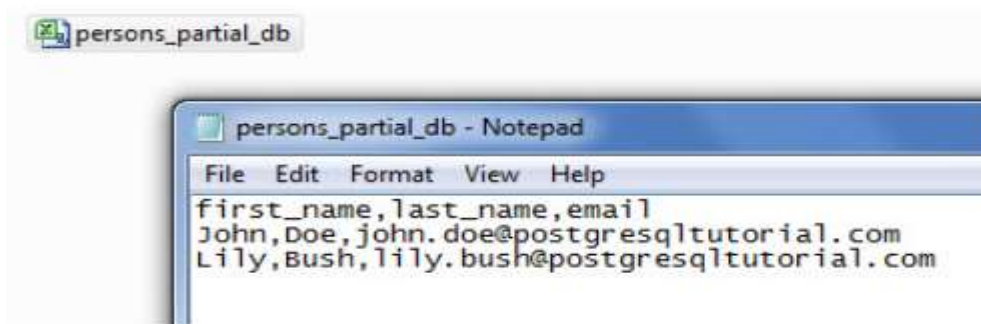 persons_partial_db
persons_partial_db - Notepad
File Edit Format View Help
first_name,last_name,email
John,Doe,john.doe@postgresqltutorial.com
Lily,Bush,lily.bush@postgresqltutorial.com